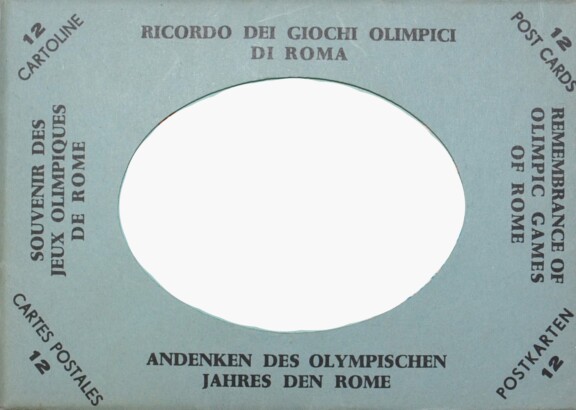 12
CARTOLINE
RICORDO DEI GIOCHI OLIMPICI
DI ROMA
12
POST CARDS
SOUVENIR DES
JEUX OLIMPIQUES
DE ROME
REMEMBRANCE OF
OLIMPIC GAMES
OF ROME
CARTES POSTALES
12
ANDENKEN DES OLYMPISCHEN
JAHRES DEN ROME
POSTKARTEN
12